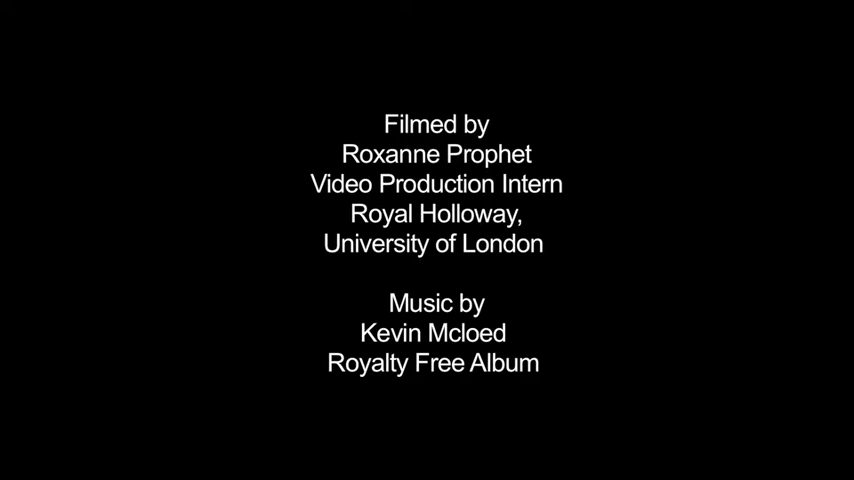 Filmed by
Roxanne Prophet
Video Production Intern
Royal Holloway,
University of London
Music by
Kevin Mcloed
Royalty Free Album